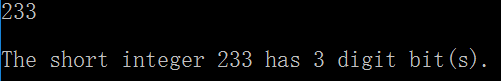 233
The short integer 233 has 3 digit bit(s).